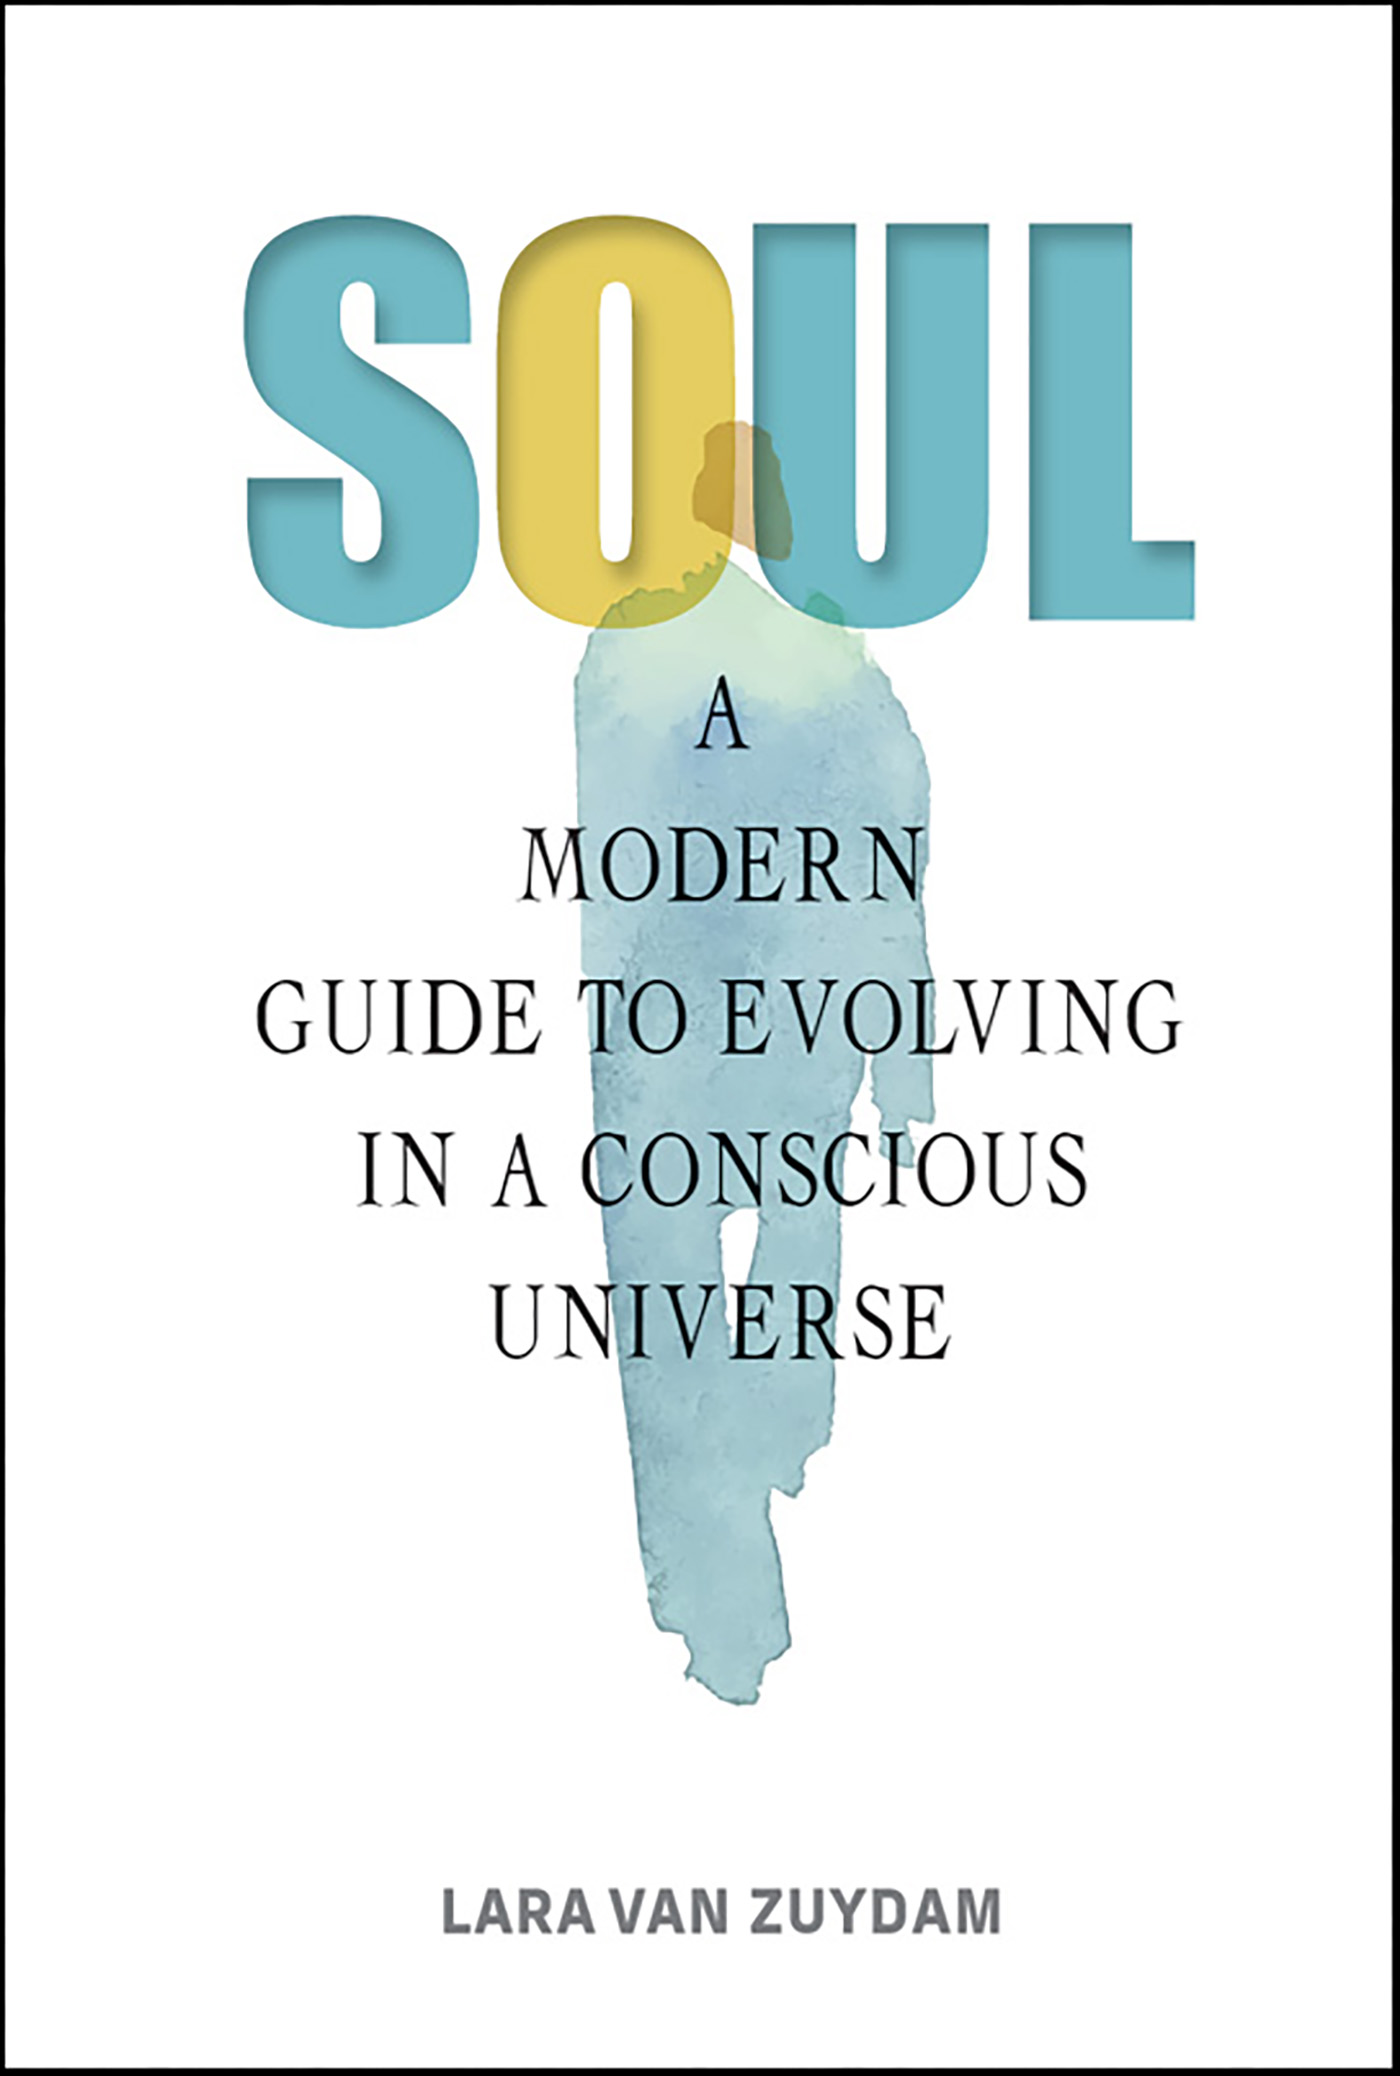 SOUL
A
MODERN
GUIDE TO EVOLVING
IN A CONSCIOUS
UNIVERSE
LARA VAN ZUYDAM